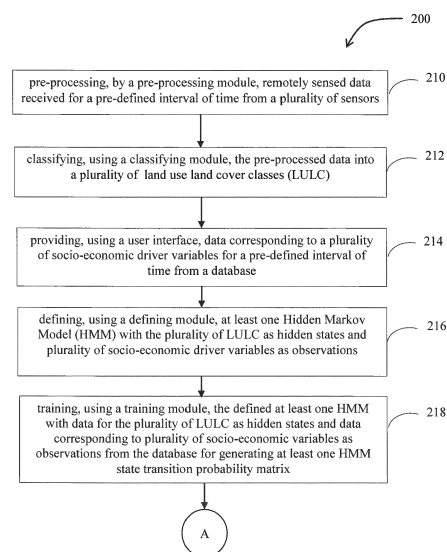 200
pre-processing, by a pre-processing module, remotely sensed data
received for a pre-defined interval of time from a plurality of sensors
210
classifying, using a classifying module, the pre-processed data into
a plurality of land use land cover classes (LULC)
212
providing, using a user interface, data corresponding to a plurality
of socio-economic driver variables for a pre-defined interval of
time from a database
214
defining, using a defining module, at least one Hidden Markov
Model (HMM) with the plurality of LULC as hidden states and
plurality of socio-economic driver variables as observations
216
training, using a training module, the defined at least one HMM
with data for the plurality of LULC as hidden states and data
corresponding to plurality of socio-economic variables as
observations from the database for generating at least one HMM
state transition probability matrix
218
A